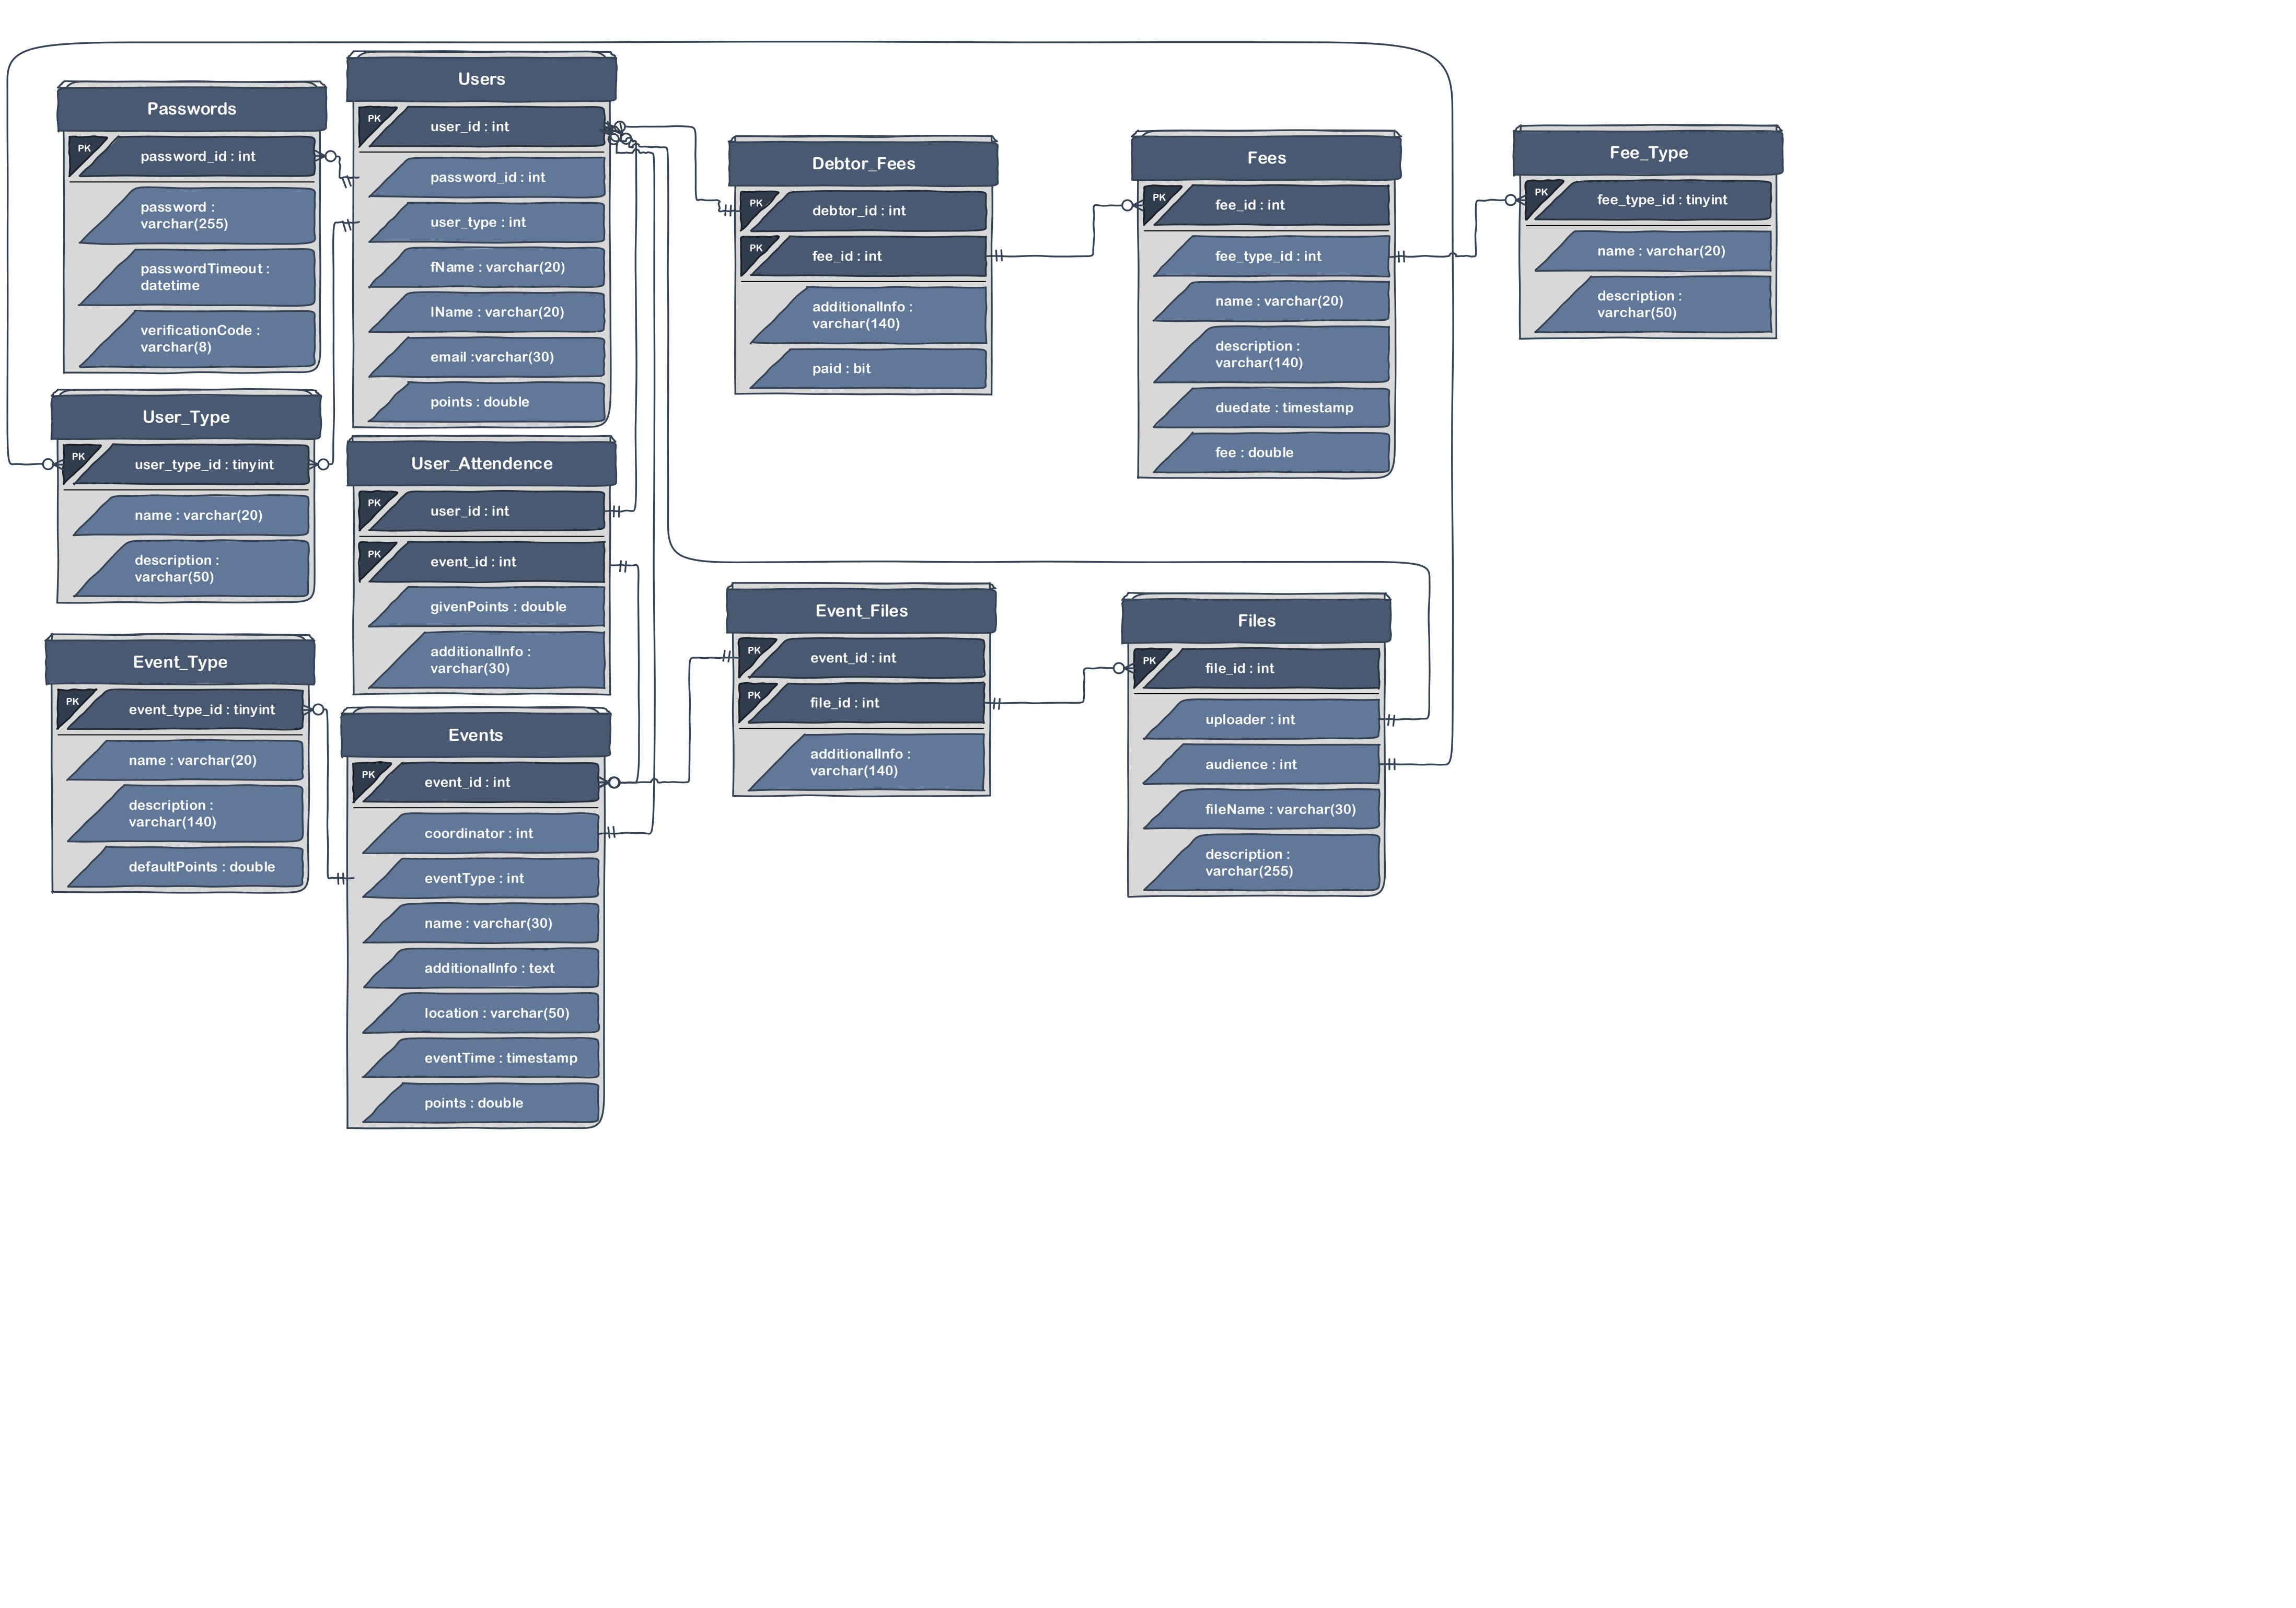 Passwords
PK
password_id : int
password :
varchar(255)
passwordTimeout :
datetime
verificationCode :
varchar(8)
Users
PK
user_id : int
password_id : int
user_type : int
fName : varchar(20)
lName : varchar(20)
email :varchar(30)
points : double
Debtor_Fees
PK
debtor_id : int
PK
fee_id : int
additionalInfo :
varchar(140)
paid : bit
Fees
PK
fee_id : int
fee_type_id : int
name : varchar(20)
description :
varchar(140)
duedate : timestamp
fee : double
Fee_Type
PK
fee_type_id : tinyint
name : varchar(20)
description :
varchar(50)
User_Type
PK
user_type_id : tinyint
name : varchar(20)
description :
varchar(50)
User_Attendence
PK
user_id : int
PK
event_id : int
givenPoints : double
additionalInfo :
varchar(30)
Event_Type
PK
event_type_id : tinyint
name : varchar(20)
description :
varchar(140)
defaultPoints : double
Events
PK
event_id : int
coordinator : int
eventType : int
name : varchar(30)
additionalInfo : text
location : varchar(50)
eventTime : timestamp
points : double
Event_Files
PK
event_id : int
PK
file_id : int
additionalInfo :
varchar(140)
Files
PK
file_id : int
uploader : int
audience : int
fileName : varchar(30)
description :
varchar(255)